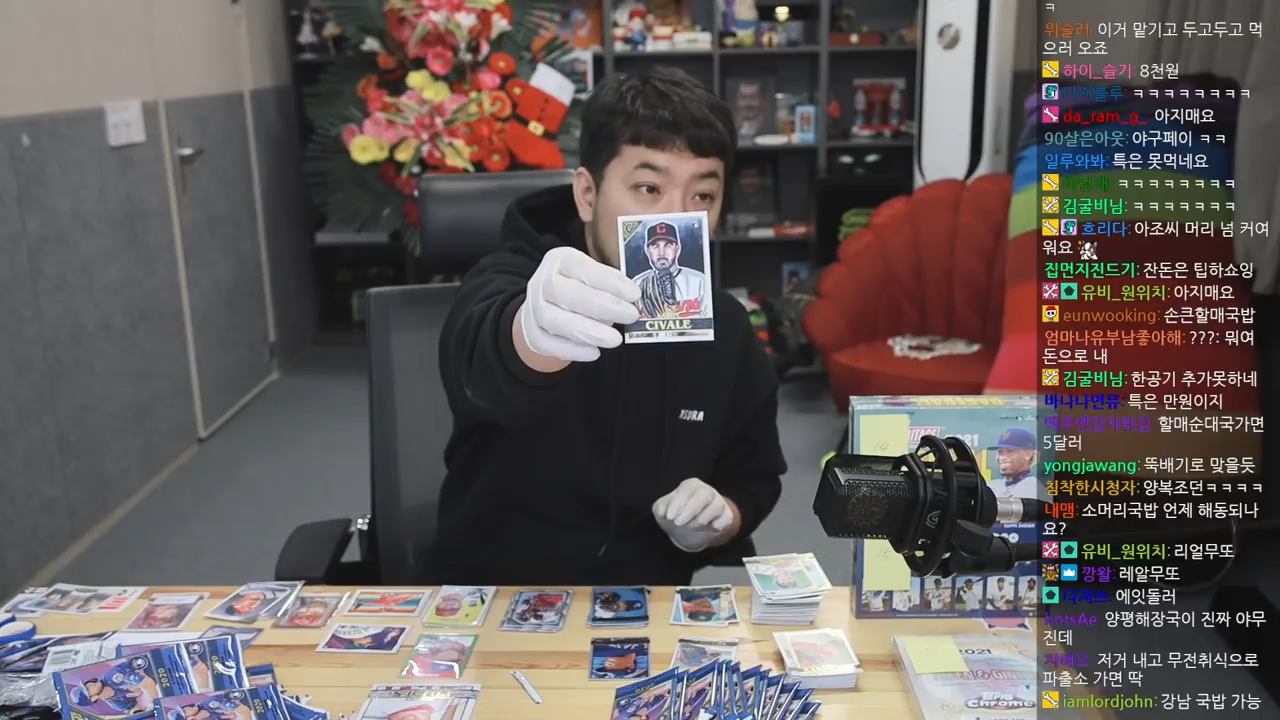 ㅋ
위슬러 이거 맡기고 두고두고 먹
으러 오죠
하이_슬기: 8천원
ㅋㅋㅋㅋㅋㅋㅋㅋ
da_ram_g_: 아지매요
90살은아웃: 야구페이 ㅋㅋ
일루와봐: 특은 못먹네요
ㅋㅋㅋㅋㅋㅋㅋㅋ
김굴비님: ㅋㅋㅋㅋㅋㅋㅋ
흐리다: 아조씨 머리 넘 커여
워요
집먼지진드기: 잔돈은 팁하쇼잉
유비_원위치: 아지매요
eunwooking: 손큰할매국밥
엄마나유부남좋아해: ???: 뭐여
돈으로 내
김굴비님: 한공기 추가못하네
바나나인유: 특은 만원이지
할매순대국가면
5달러
yongjawang: 뚝배기로 맞을듯
침착한시청자: 양복조던ㅋㅋㅋㅋ
내맴: 소머리국밥 언제 해동되나
요?
유비_원위치: 리얼무또
깡왈: 레알무또
에잇돌러
horsAe: 양평해장국이 진짜 야무
진데
저거 내고 무전취식으로
파출소 가면 딱
iamlordjohn: 강남 국밥 가능
C
CIVALE
2021
2021
Chrome
2020